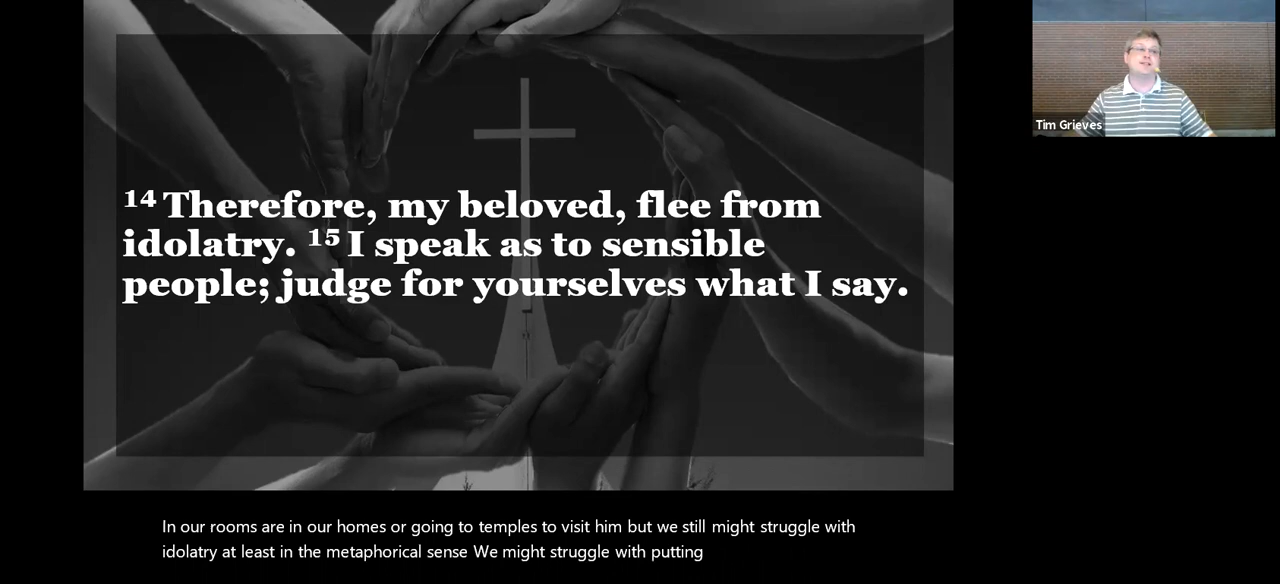 14 Therefore, my beloved, flee from
idolatry. 15 I speak as to sensible
people; judge for yourselves what I say.
Tim Grieves
In our rooms are in our homes or going to temples to visit him but we still might struggle with
idolatry at least in the metaphorical sense We might struggle with putting